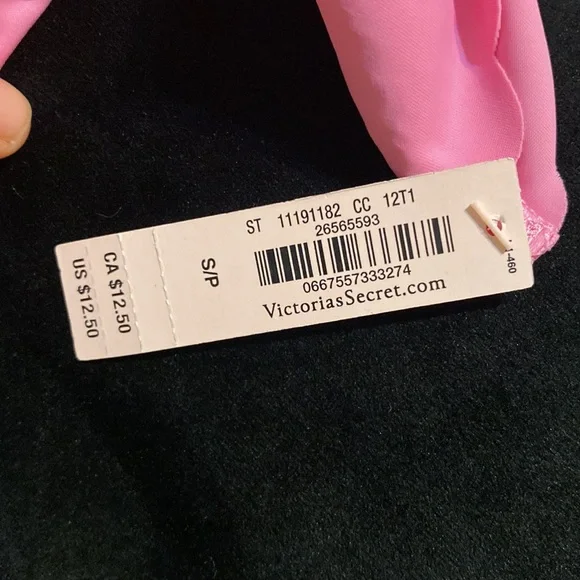 ST 11191182 CC 12T1
26565593
0667557333274
VictoriasSecret.com
S/P
CA $12.50
US $12.50